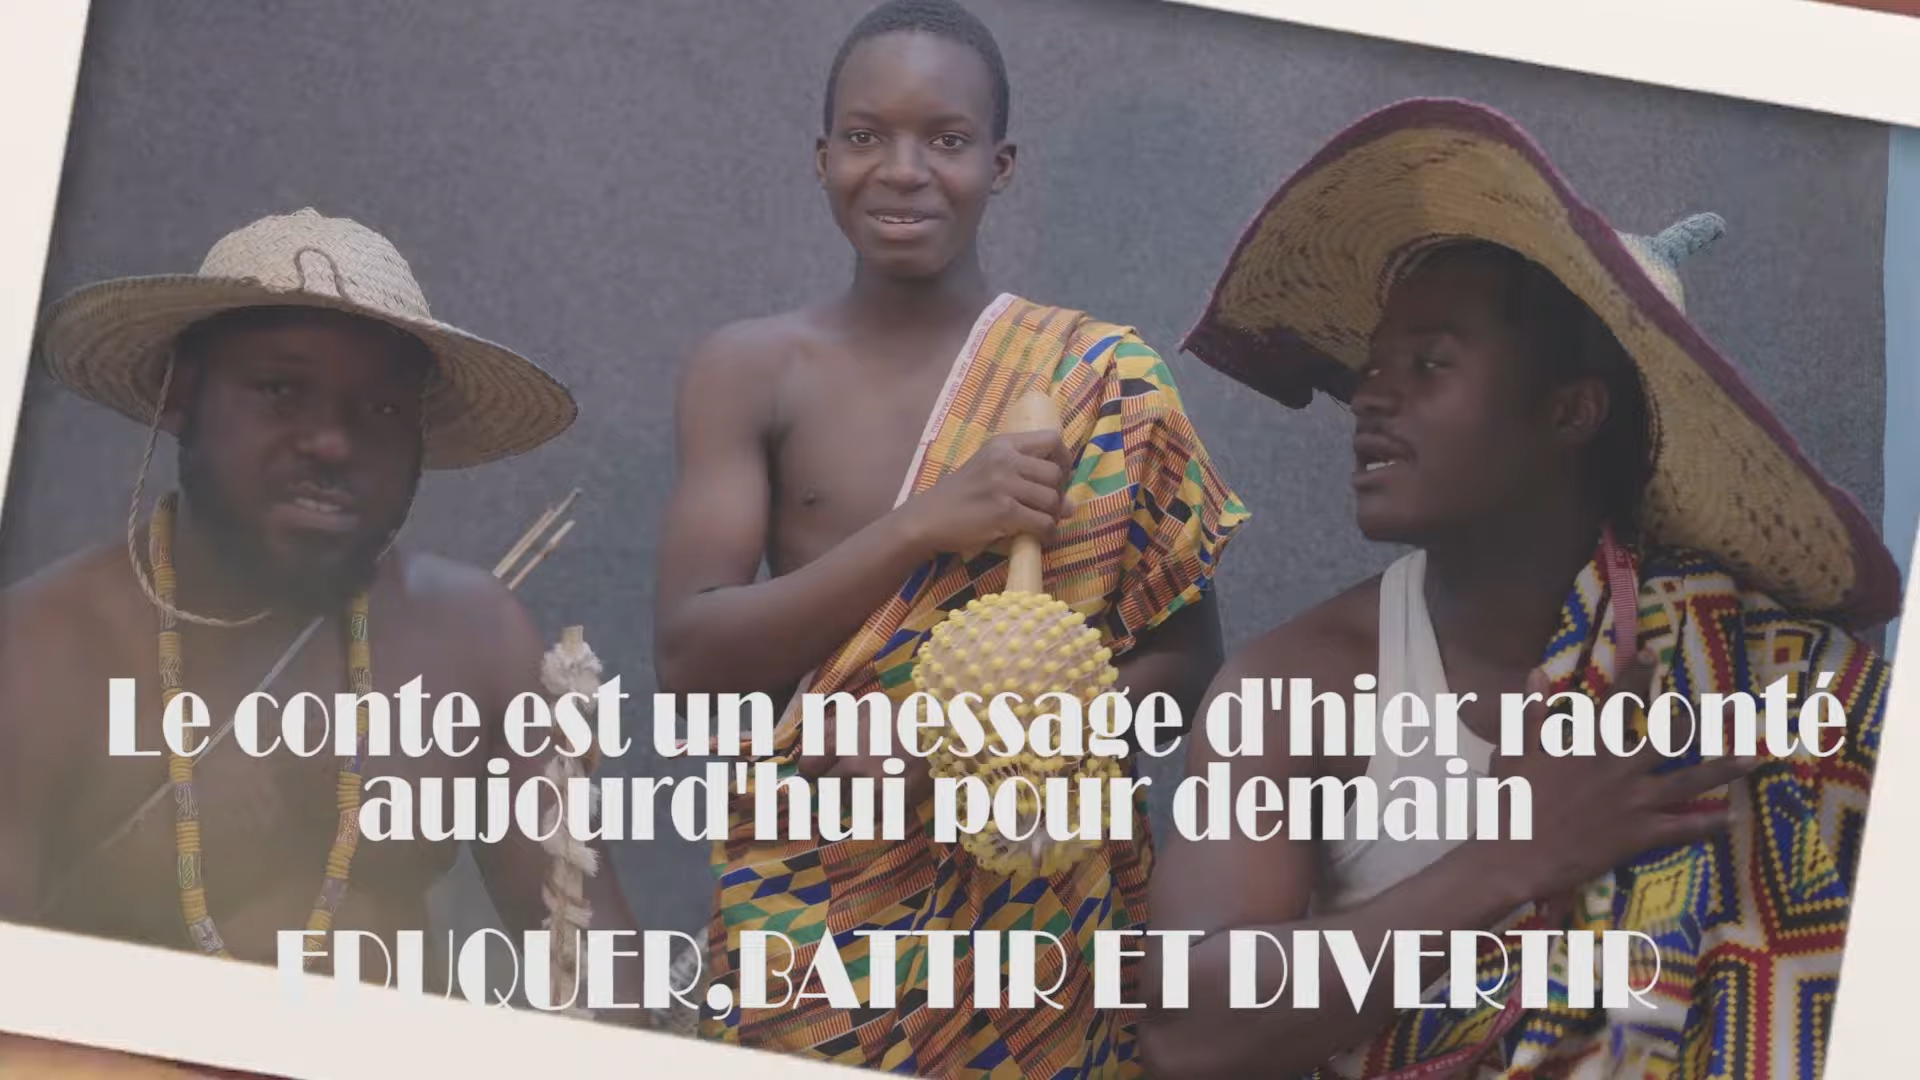 Le conte est un message d'hier raconté
aujourd'hui pour demain
EDUQUER,BATTIR ET DIVERTIR